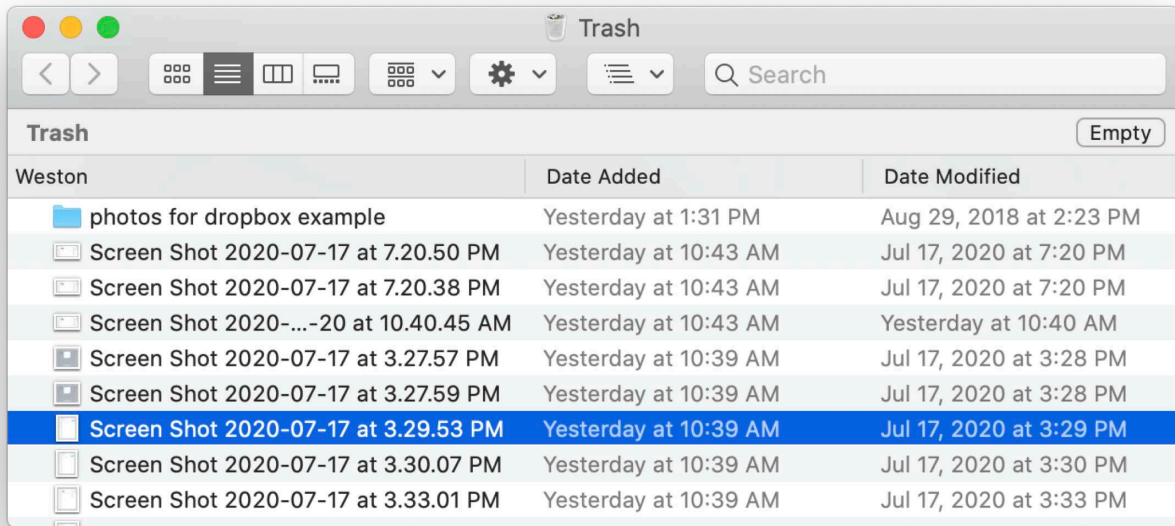 Trash
Search
Trash Empty
Weston Date Added Date Modified
photos for dropbox example Yesterday at 1:31 PM Aug 29, 2018 at 2:23 PM
Screen Shot 2020-07-17 at 7.20.50 PM Yesterday at 10:43 AM Jul 17, 2020 at 7:20 PM
Screen Shot 2020-07-17 at 7.20.38 PM Yesterday at 10:43 AM Jul 17, 2020 at 7:20 PM
Screen Shot 2020-...-20 at 10.40.45 AM Yesterday at 10:43 AM Yesterday at 10:40 AM
Screen Shot 2020-07-17 at 3.27.57 PM Yesterday at 10:39 AM Jul 17, 2020 at 3:28 PM
Screen Shot 2020-07-17 at 3.27.59 PM Yesterday at 10:39 AM Jul 17, 2020 at 3:28 PM
Screen Shot 2020-07-17 at 3.29.53 PM Yesterday at 10:39 AM Jul 17, 2020 at 3:29 PM
Screen Shot 2020-07-17 at 3.30.07 PM Yesterday at 10:39 AM Jul 17, 2020 at 3:30 PM
Screen Shot 2020-07-17 at 3.33.01 PM Yesterday at 10:39 AM Jul 17, 2020 at 3:33 PM